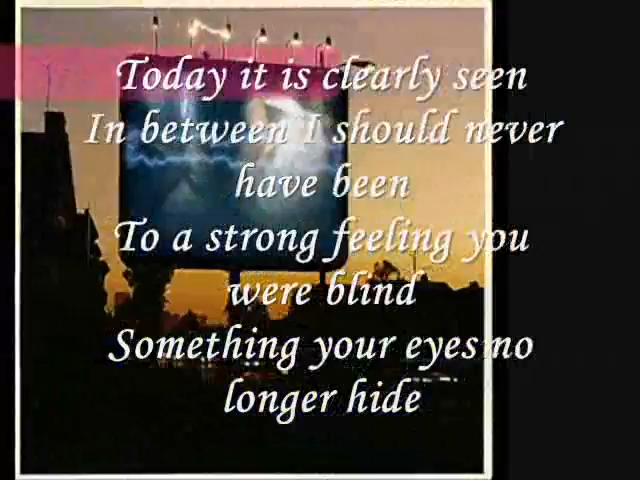 Today it is clearly seen
In between I should never
have been
To a strong feeling you
were blind
Something your eyes no
longer hide